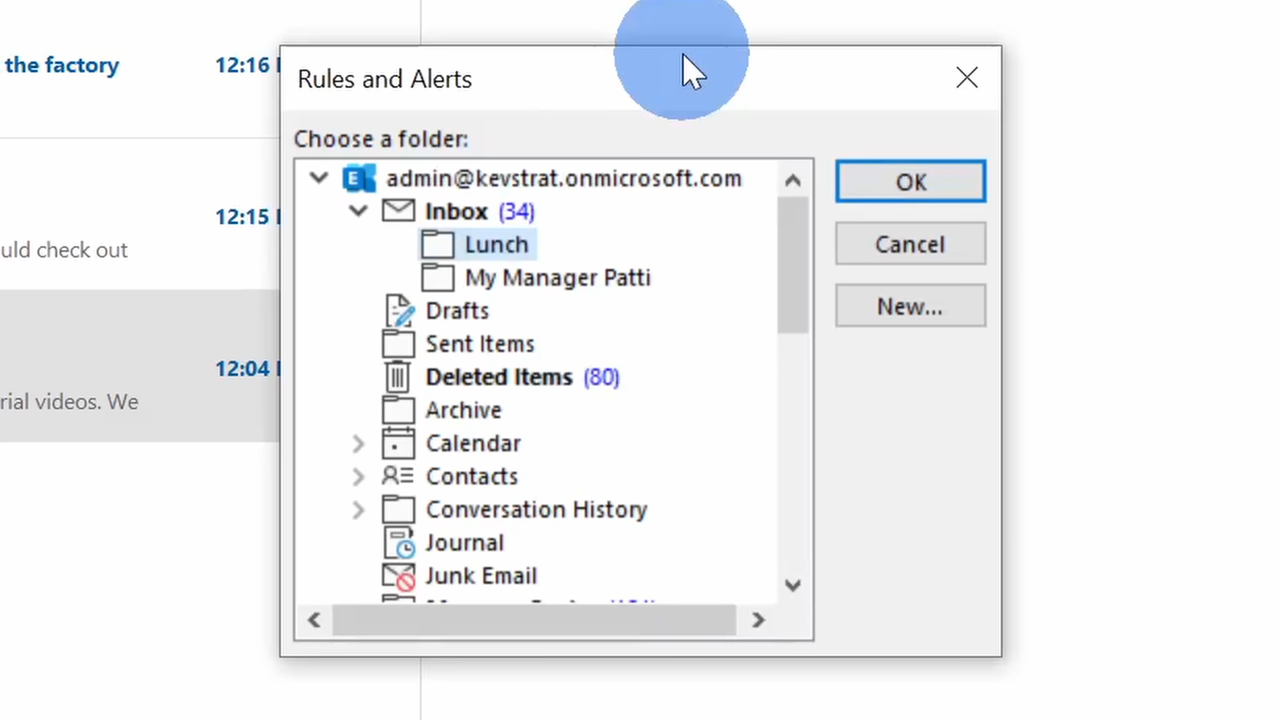 the factory
12:16
Rules and Alerts
Choose a folder:
admin@kevstrat.onmicrosoft.com
OK
Inbox (34)
12:15
Lunch
Cancel
uld check out
My Manager Patti
New...
Drafts
Sent Items
12:04
Deleted Items (80)
rial videos. We
Archive
Calendar
Contacts
Conversation History
Journal
Junk Email